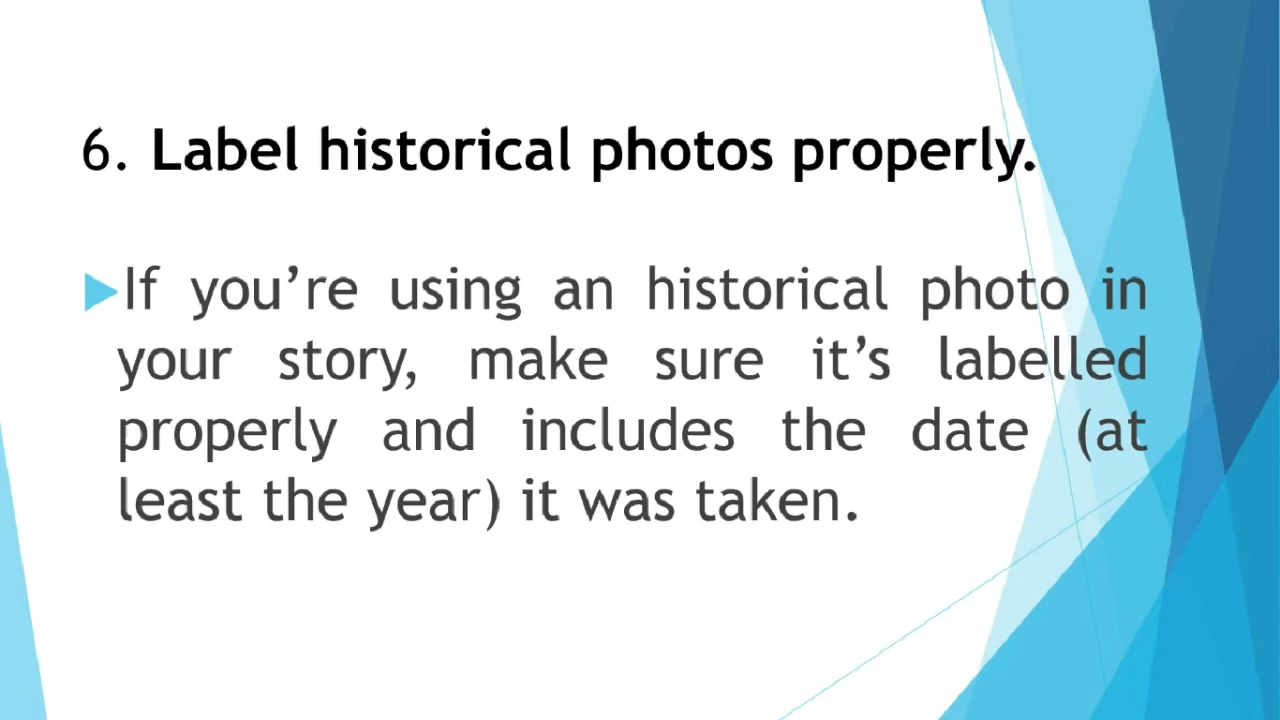 6. Label historical photos properly.
If you’re using an historical photo in
your story, make sure it’s labelled
properly and includes the date (at
least the year) it was taken.